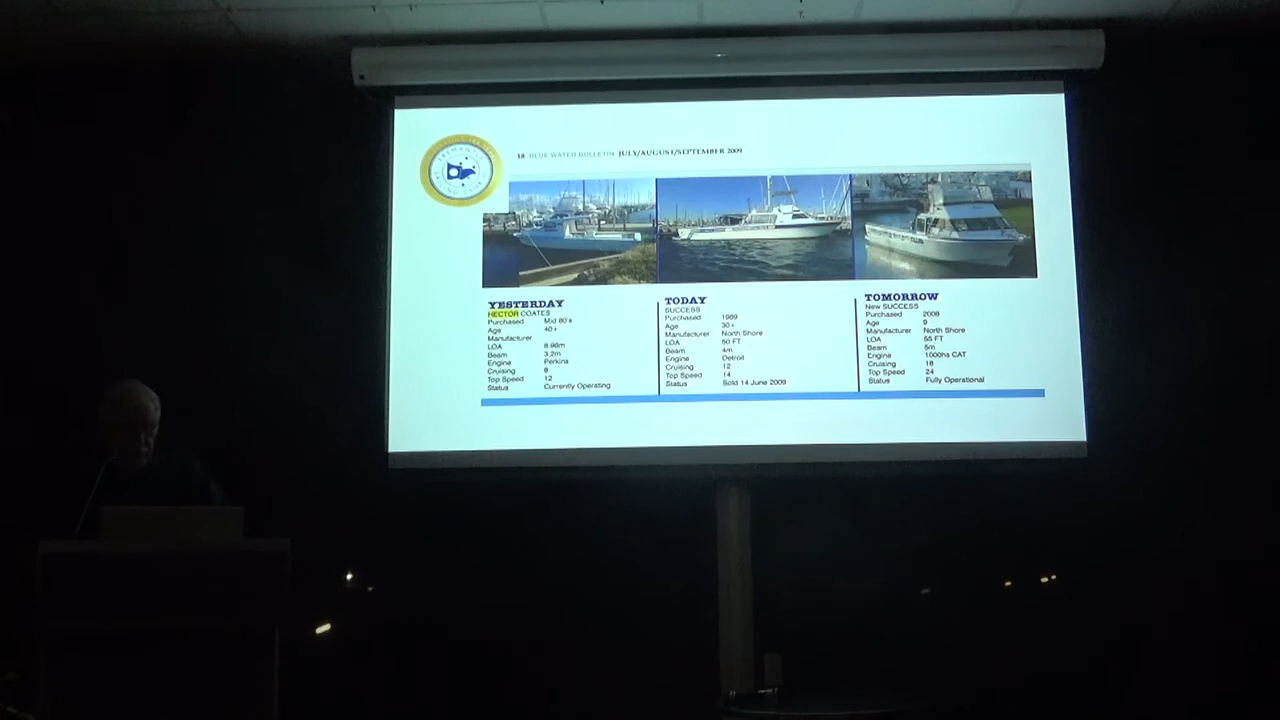 FREMANTLE
SAILING CLUB
18 BLUE WATER BULLETIN JULY/AUGUST/SEPTEMBER 2009
YESTERDAY
HECTOR COATES
Purchased Mid 80's
Age 40+
Manufacturer
LOA 8.98m
Beam 3.2m
Engine Perkins
Cruising 8
Top Speed 12
Status Currently Operating
TODAY
SUCCESS
Purchased 1989
Age 30+
Manufacturer North Shore
LOA 50 FT
Beam 4m
Engine Detroit
Cruising 12
Top Speed 14
Status Sold 14 June 2009
TOMORROW
New SUCCESS
Purchased 2008
Age 9
Manufacturer North Shore
LOA 55 FT
Beam 5m
Engine 1000hs CAT
Cruising 18
Top Speed 24
Status Fully Operational